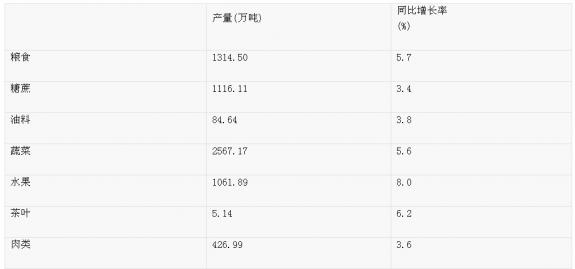 产量(万吨) 同比增长率
(%)
粮食 1314.50 5.7
糖蔗 1116.11 3.4
油料 84.64 3.8
蔬菜 2567.17 5.6
水果 1061.89 8.0
茶叶 5.14 6.2
肉类 426.99 3.6